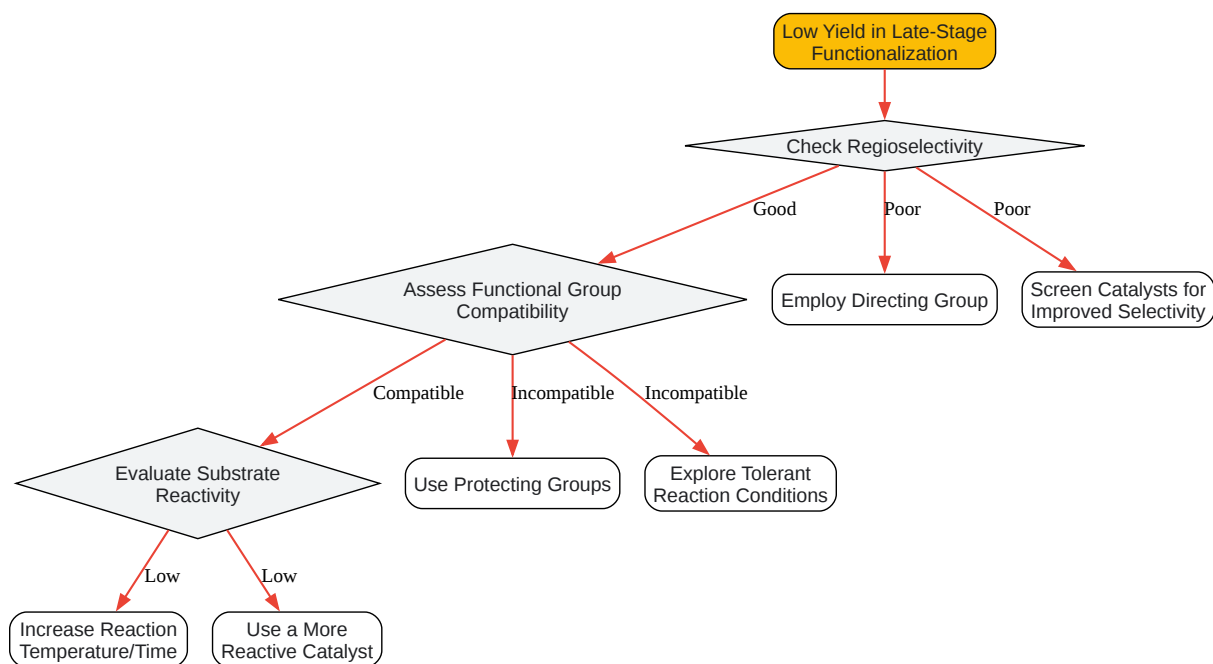 Low Yield in Late-Stage
Functionalization
Check Regioselectivity
Good
Poor
Poor
Assess Functional Group
Compatibility
Employ Directing Group
Screen Catalysts for
Improved Selectivity
Compatible
Incompatible
Incompatible
Evaluate Substrate
Reactivity
Use Protecting Groups
Explore Tolerant
Reaction Conditions
Low
Low
Increase Reaction
Temperature/Time
Use a More
Reactive Catalyst